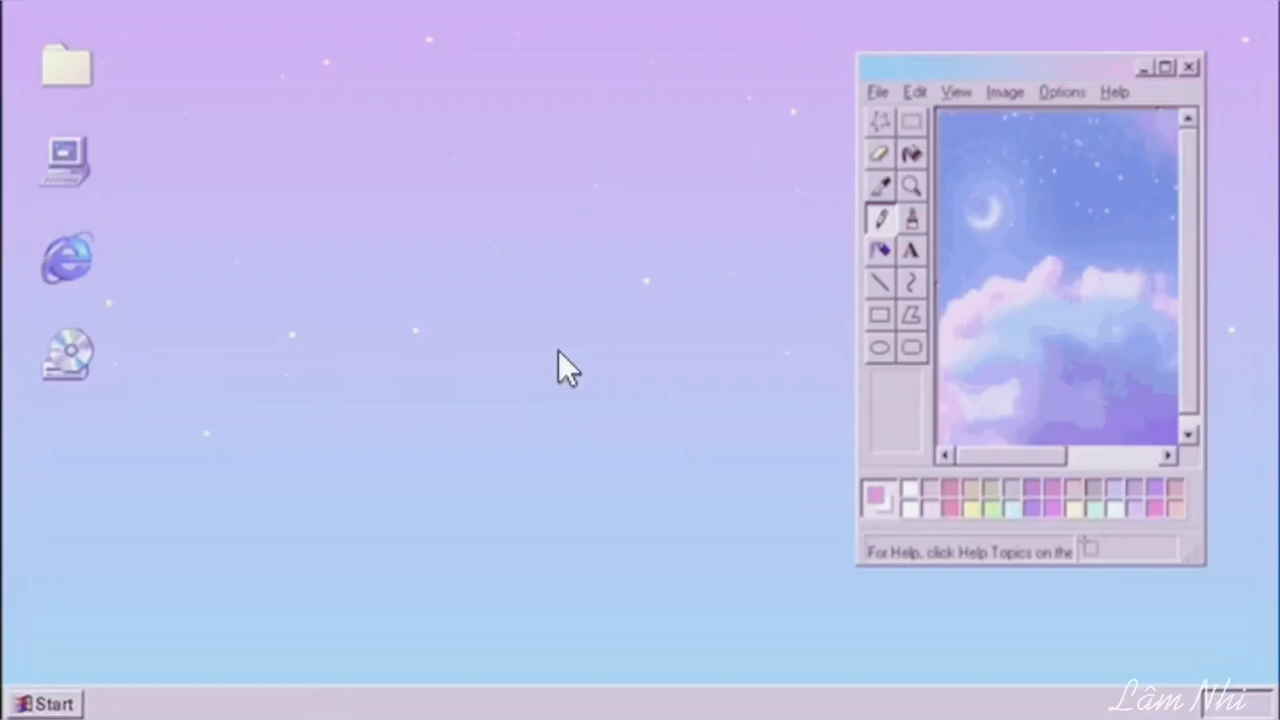 File Edit View Image Options Help
A
For Help, click Help Topics on the
Start
Lâm Nhi